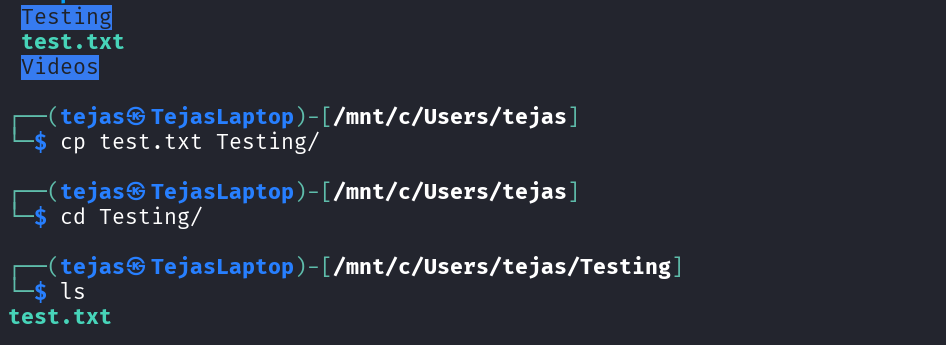 Testing
test.txt
Videos
┌──(tejas㉿TejasLaptop)-[/mnt/c/Users/tejas]
└─$ cp test.txt Testing/
┌──(tejas㉿TejasLaptop)-[/mnt/c/Users/tejas]
└─$ cd Testing/
┌──(tejas㉿TejasLaptop)-[/mnt/c/Users/tejas/Testing]
└─$ ls
test.txt